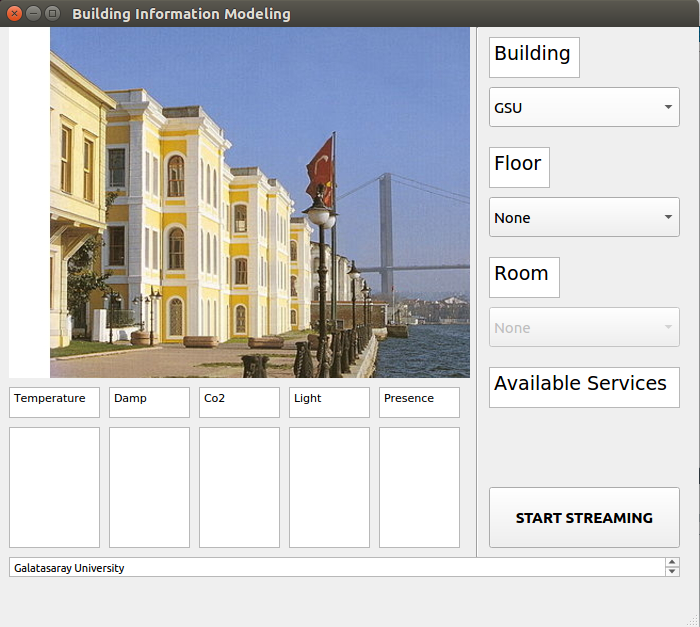 Building Information Modeling
Building
GSU
Floor
None
Room
None
Available Services
Temperature
Damp
Co2
Light
Presence
START STREAMING
Galatasaray University